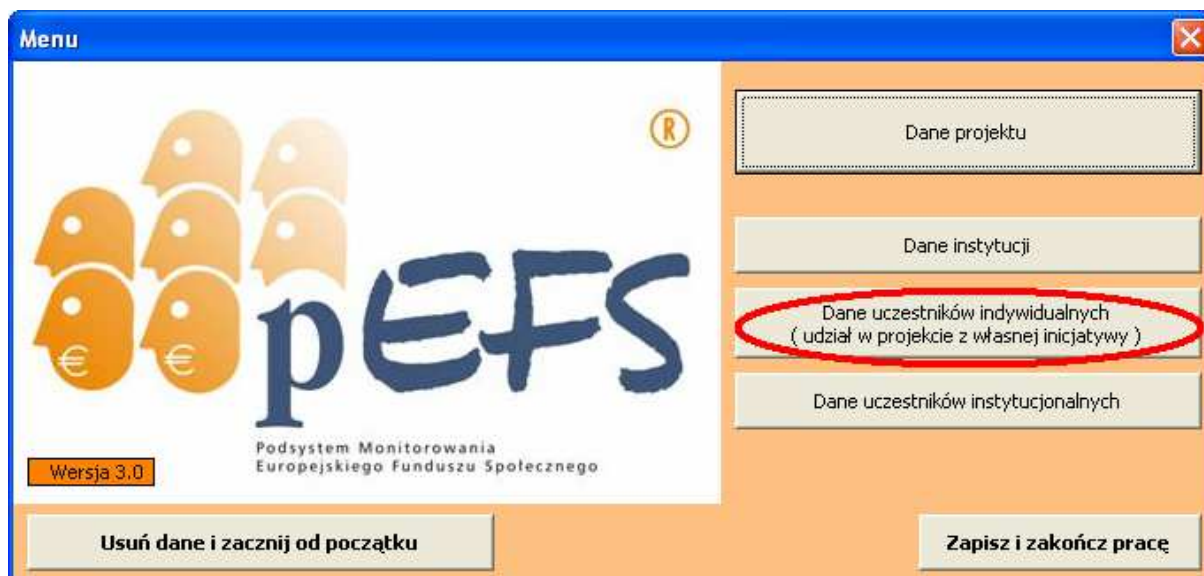 Menu
®
Dane projektu
Dane instytucji
Dane uczestników indywidualnych
( udział w projekcie z własnej inicjatywy )
Dane uczestników instytucjonalnych
€ €
pEFS
Podsystem Monitorowania
Europejskiego Funduszu Społecznego
Wersja 3.0
Usuń dane i zacznij od początku
Zapisz i zakończ pracę